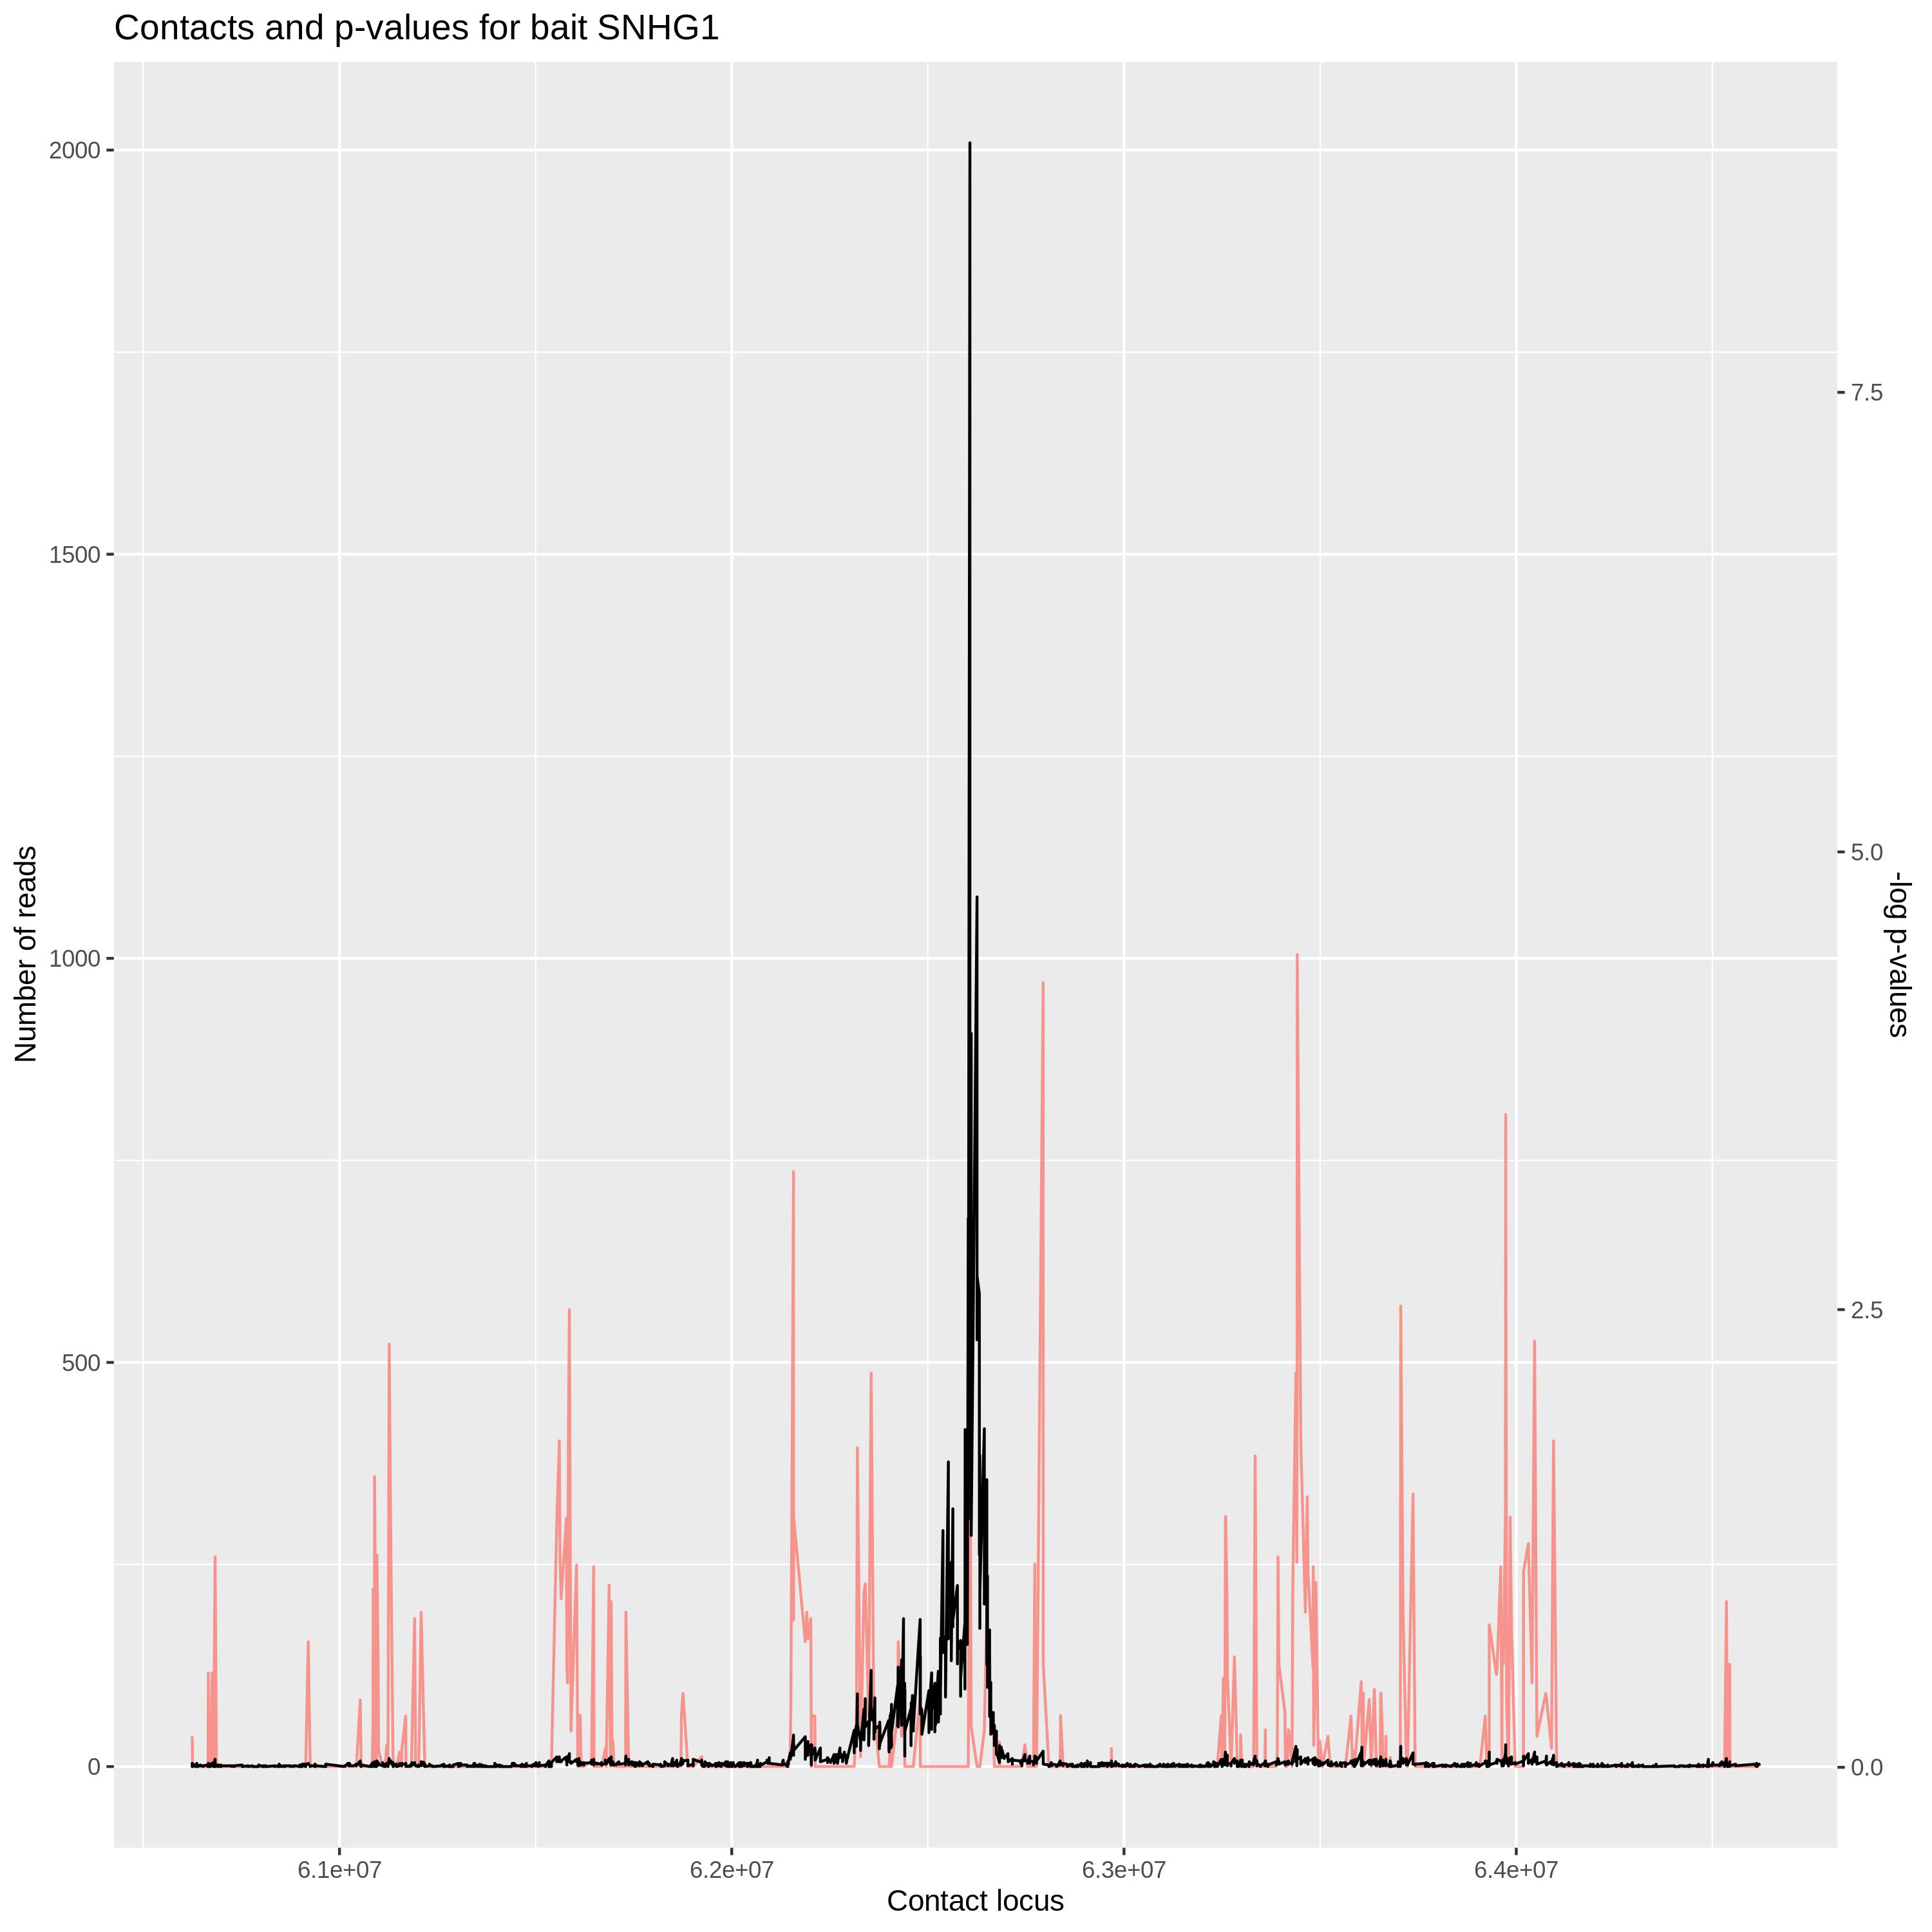 Contacts and p-values for bait SNHG1
2000
1500
1000
500
0
Number of reads
7.5
5.0
2.5
0.0
-log p-values
6.1e+07
6.2e+07
6.3e+07
6.4e+07
Contact locus